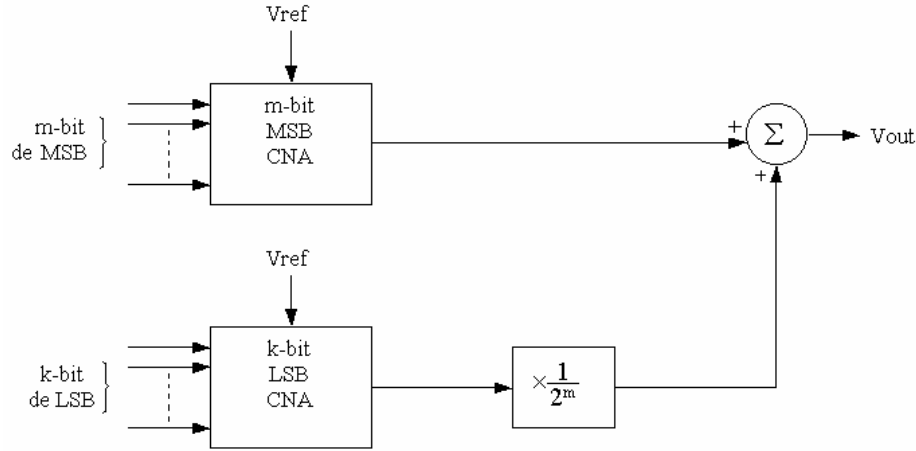 Vref
m-bit
de MSB
m-bit
MSB
CNA
+
Σ
+
Vout
Vref
k-bit
de LSB
k-bit
LSB
CNA
×1/2^m